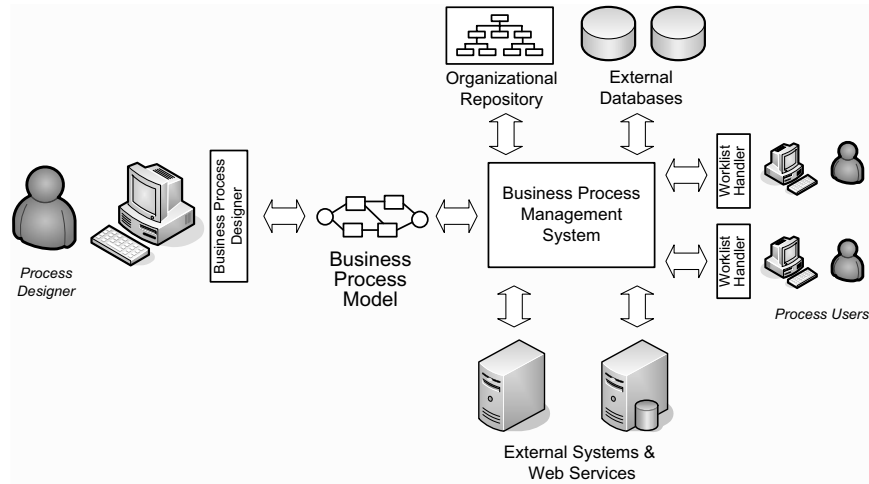 Organizational
Repository
External
Databases
Business Process
Designer
Business
Process
Model
Business Process
Management
System
Worklist
Handler
Worklist
Handler
Process
Designer
Process Users
External Systems &
Web Services